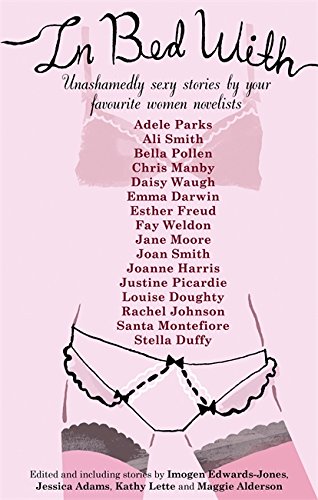 In Bed With
Unashamedly sexy stories by your
favourite women novelists
Adele Parks
Ali Smith
Bella Pollen
Chris Manby
Daisy Waugh
Emma Darwin
Esther Freud
Fay Weldon
Jane Moore
Joan Smith
Joanne Harris
Justine Picardie
Louise Doughty
Rachel Johnson
Santa Montefiore
Stella Duffy
Edited and including stories by Imogen Edwards-Jones,
Jessica Adams, Kathy Lette and Maggie Alderson